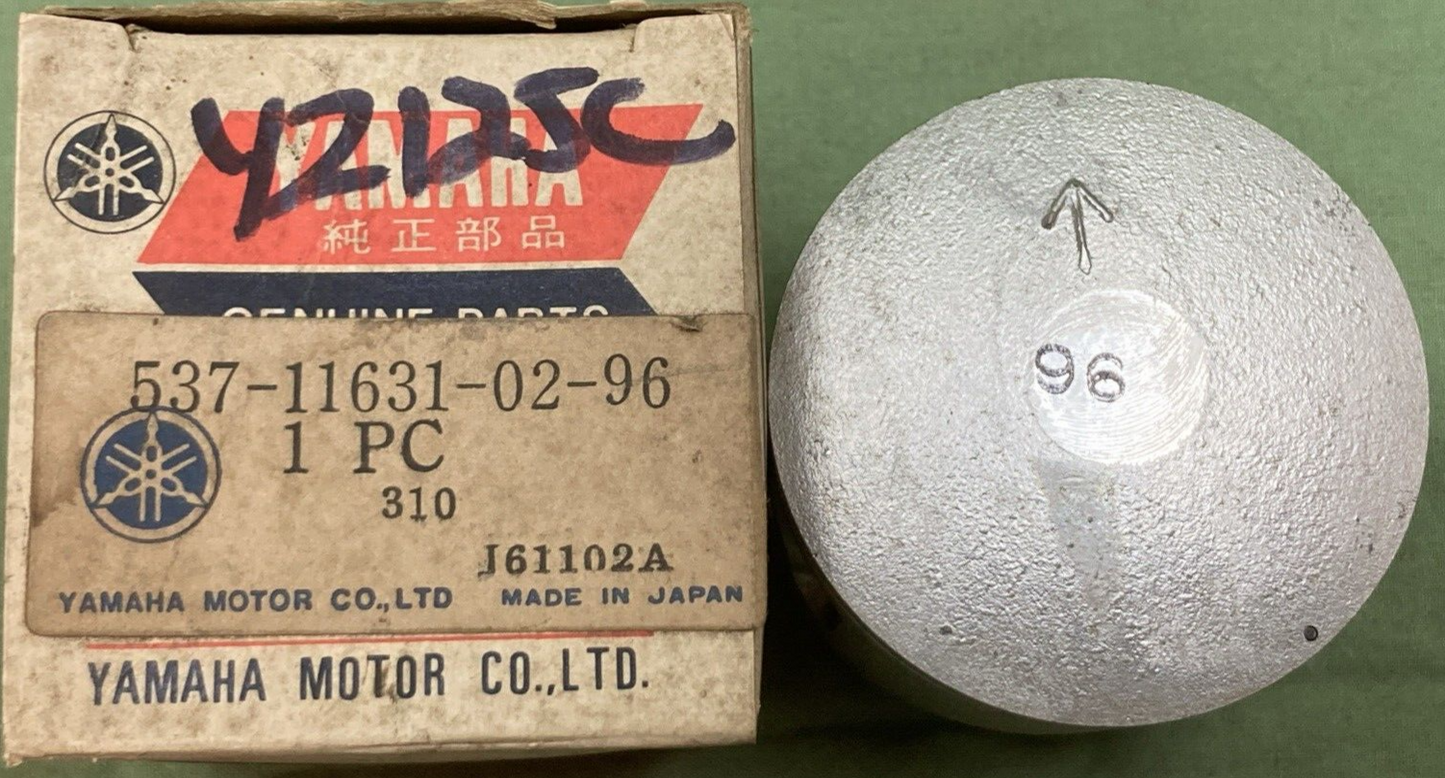 YZ125C
YAMAHA
純正部品
GENUINE PARTS
537-11631-02-96
1 PC
310
J61102A
YAMAHA MOTOR CO.,LTD MADE IN JAPAN
YAMAHA MOTOR CO.,LTD.
96